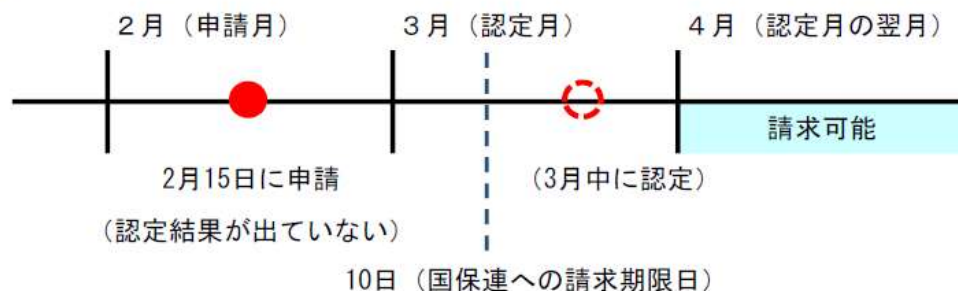 ２月（申請月）
３月（認定月）
４月（認定月の翌月）
請求可能
2月15日に申請
（認定結果が出ていない）
（3月中に認定）
10日（国保連への請求期限日）